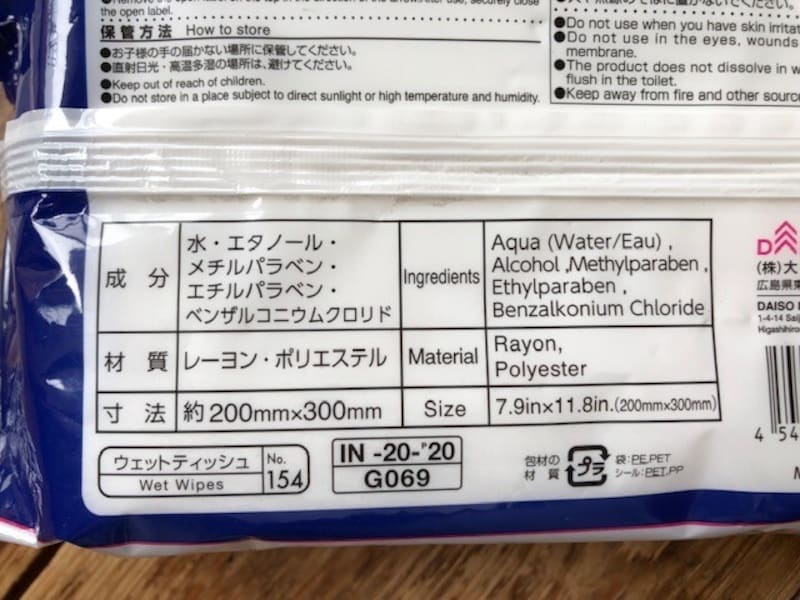 the open label.
保管方法 How to store
●お子様の手の届かない場所に保管してください。
●直射日光・高温多湿の場所は、避けてください。
●Keep out of reach of children.
●Do not store in a place subject to direct sunlight or high temperature and humidity.
●Do not use when you have skin
●Do not use in the eyes, wounds
membrane.
●The product does not dissolve in
flush in the toilet.
●Keep away from fire and other
成分
水・エタノール・
メチルパラベン・
エチルパラベン・
ベンザルコニウムクロリド
Ingredients
Aqua (Water/Eau) ,
Alcohol ,Methylparaben ,
Ethylparaben ,
Benzalkonium Chloride
材質
レーヨン・ポリエステル
Material
Rayon,
Polyester
寸法
約200mm×300mm
Size
7.9in×11.8in.(200mm×300mm)
ウェットティッシュ
Wet Wipes
No.
154
IN -20-"20
G069
包材の
材質
プラ
袋:PE,PET
シール:PET,PP
D
(株)大
広島県東
DAISO
1-4-14
4 54